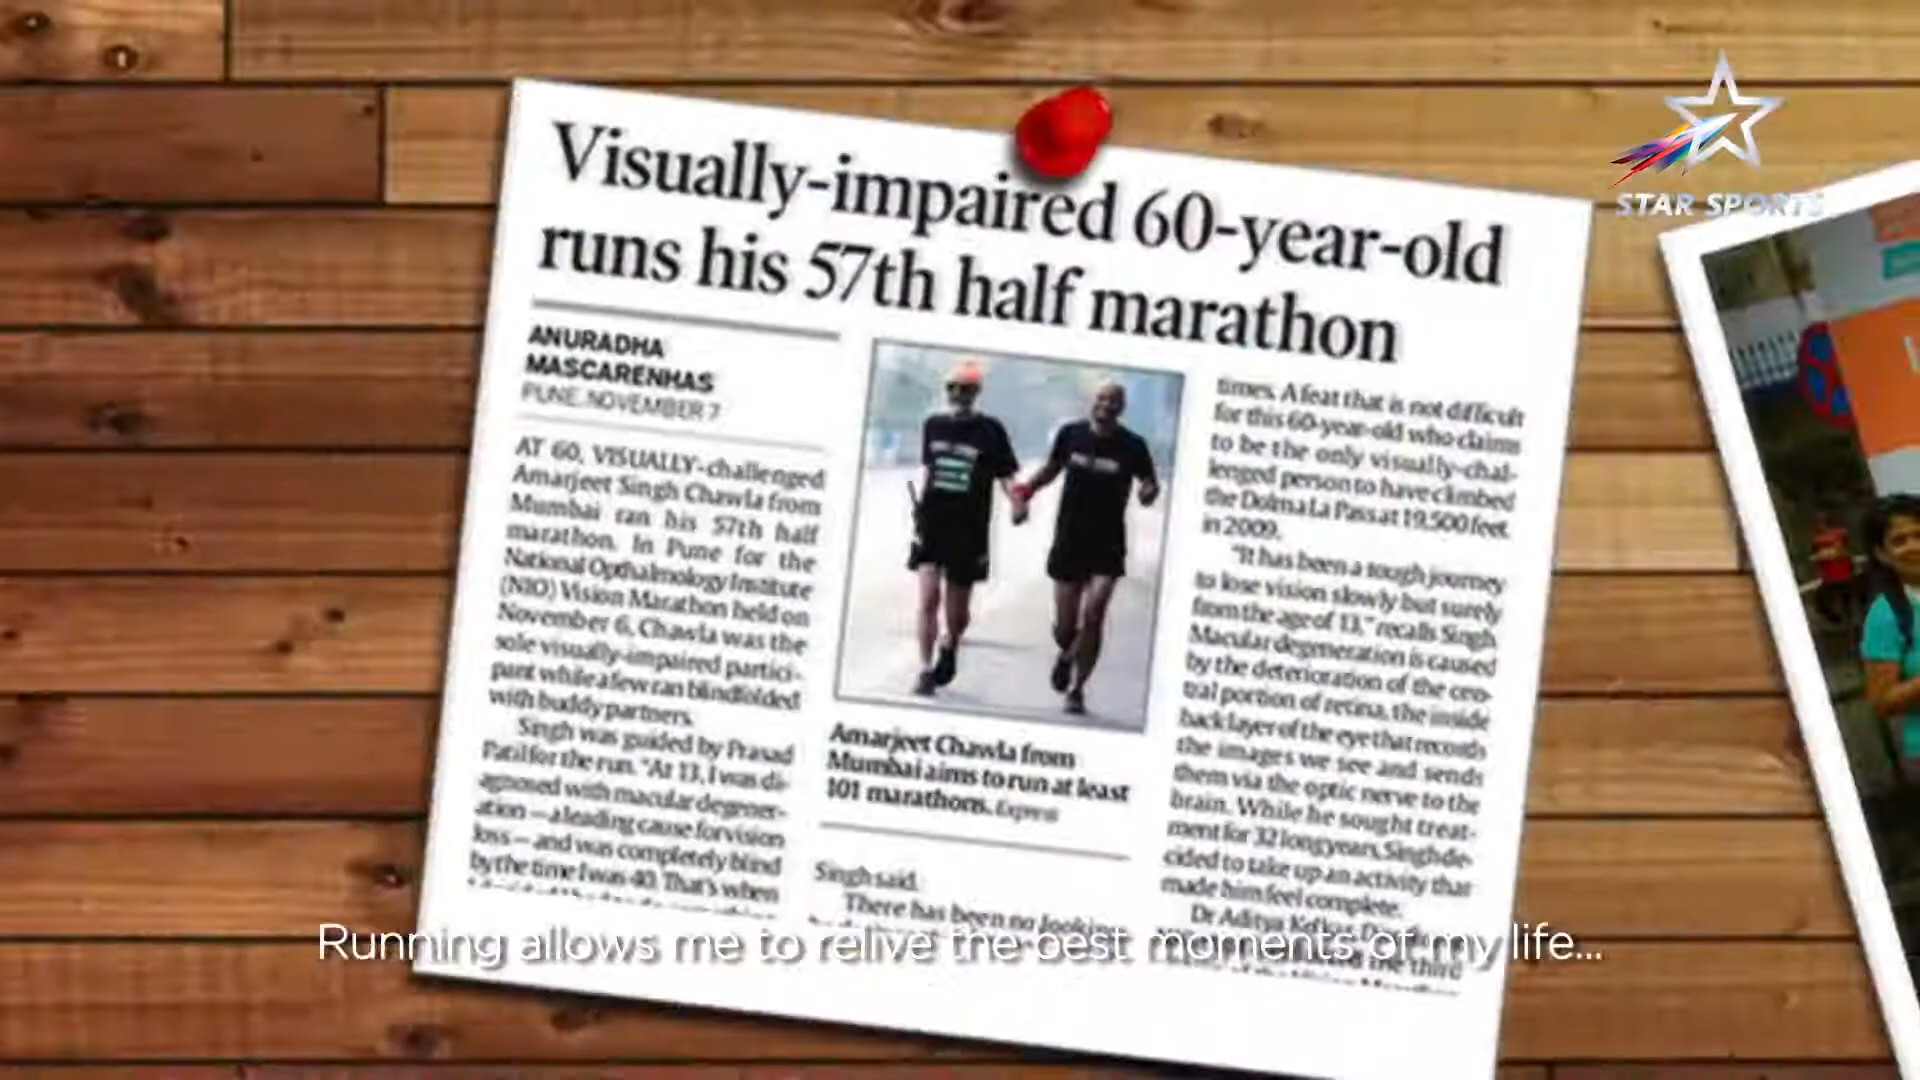 STAR SPORTS
Visually-impaired 60-year-old
runs his 57th half marathon
ANURADHA
MASCARENHAS
PUNE, NOVEMBER 7
AT 60, VISUALLY-challenged
Amarjeet Singh Chawla from
Mumbai ran his 57th half
marathon. In Pune for the
National Opthalmology Institute
(NIO) Vision Marathon held on
November 6, Chawla was the
sole visually-impaired partici-
pant while a few ran blindfolded
with buddy partners.
Singh was guided by Prasad
Patil for the run. "At 13, I was di-
agnosed with macular degener-
ation — a leading cause for vision
loss — and was completely blind
by the time I was 40. That's when
Amarjeet Chawla from
Mumbai aims to run at least
101 marathons. Express
Singh said.
There has been no looking
times. A feat that is not difficult
for this 60-year-old who claims
to be the only visually-chal-
lenged person to have climbed
the Dolma La Pass at 19,500 feet
in 2009.
"It has been a tough journey
to lose vision slowly but surely
from the age of 13," recalls Singh.
Macular degeneration is caused
by the deterioration of the cen-
tral portion of retina, the inside
back layer of the eye that records
the images we see and sends
them via the optic nerve to the
brain. While he sought treat-
ment for 32 long years, Singh de-
cided to take up an activity that
made him feel complete.
Dr Aditya Kelkar,
the third
Running allows me to relive the best moments of my life...